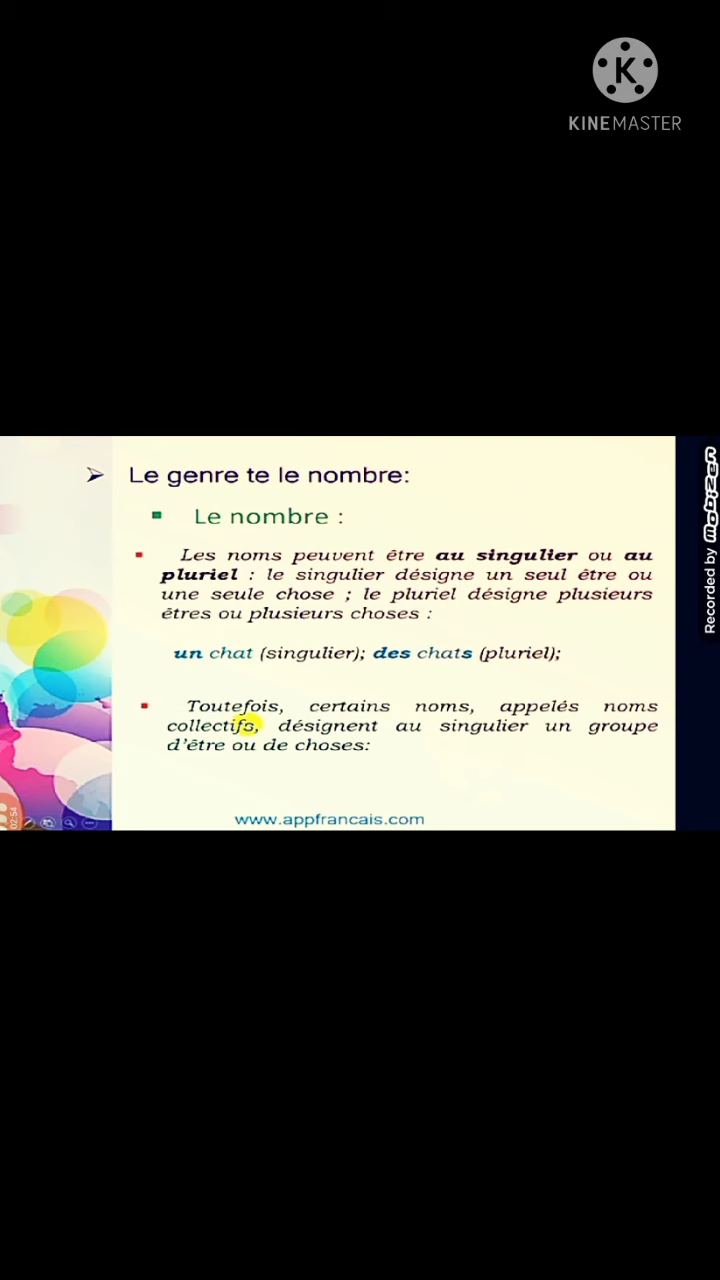 K
KINEMASTER
Le genre te le nombre:
Le nombre :
Les noms peuvent être au singulier ou au
pluriel : le singulier désigne un seul être ou
une seule chose ; le pluriel désigne plusieurs
êtres ou plusieurs choses :
un chat (singulier); des chats (pluriel);
Toutefois, certains noms, appelés noms
collectifs, désignent au singulier un groupe
d'être ou de choses:
www.appfrancais.com
Recorded by Mobizen
02:54